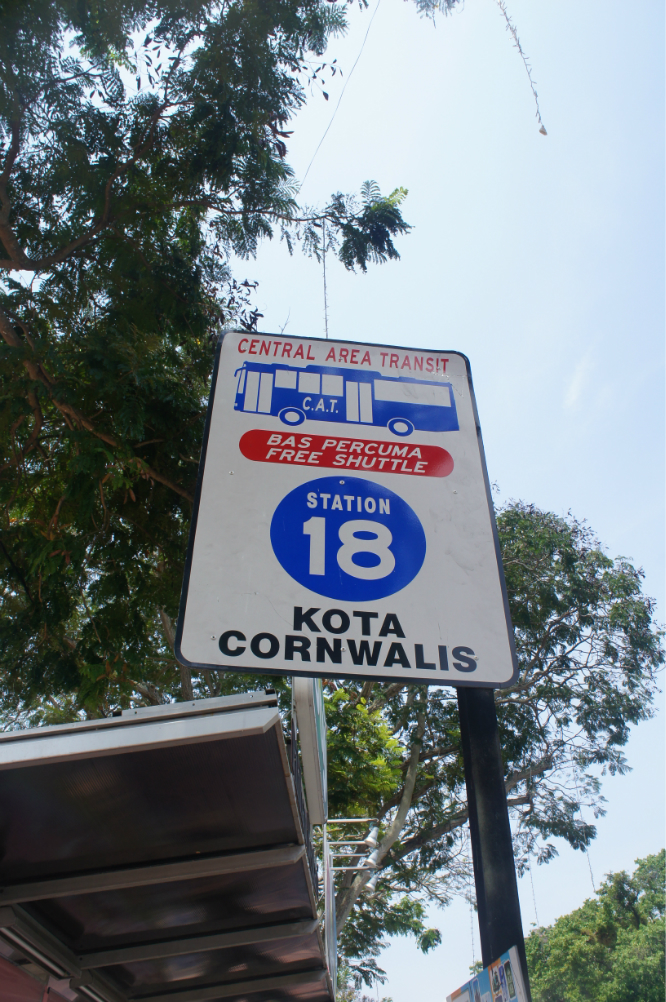 CENTRAL AREA TRANSIT
C.A.T.
BAS PERCUMA
FREE SHUTTLE
STATION
18
KOTA
CORNWALIS